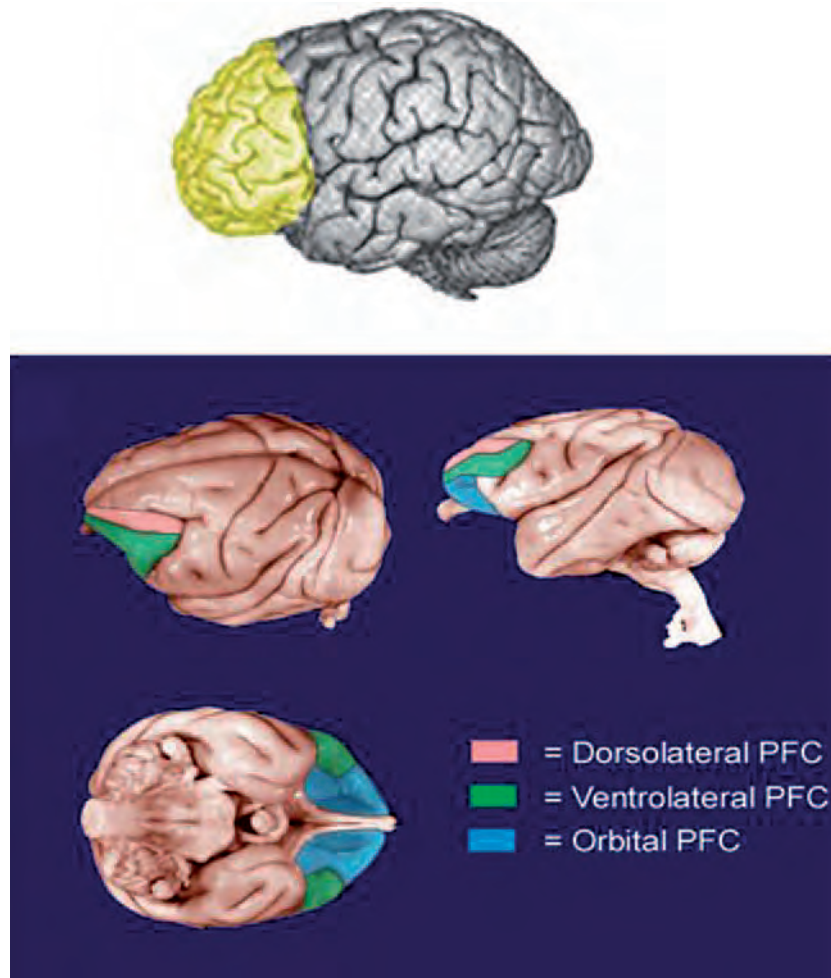 = Dorsolateral PFC
= Ventrolateral PFC
= Orbital PFC